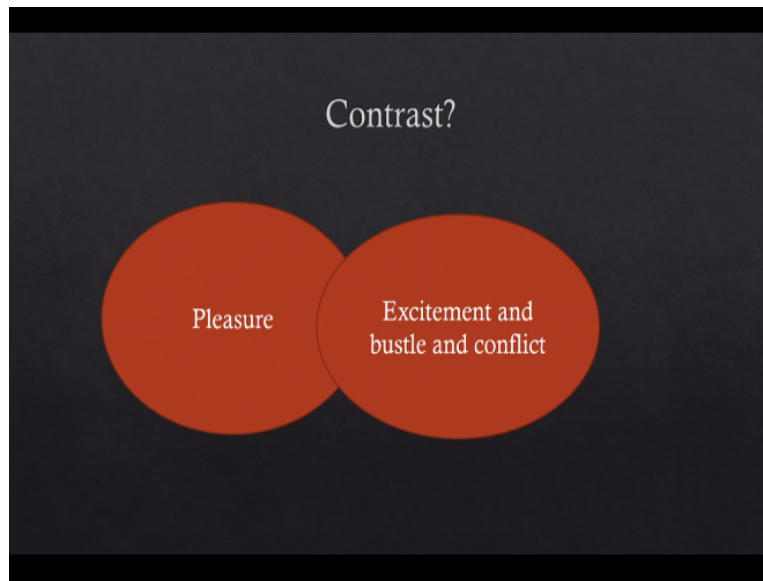 Contrast?
Pleasure
Excitement and
bustle and conflict